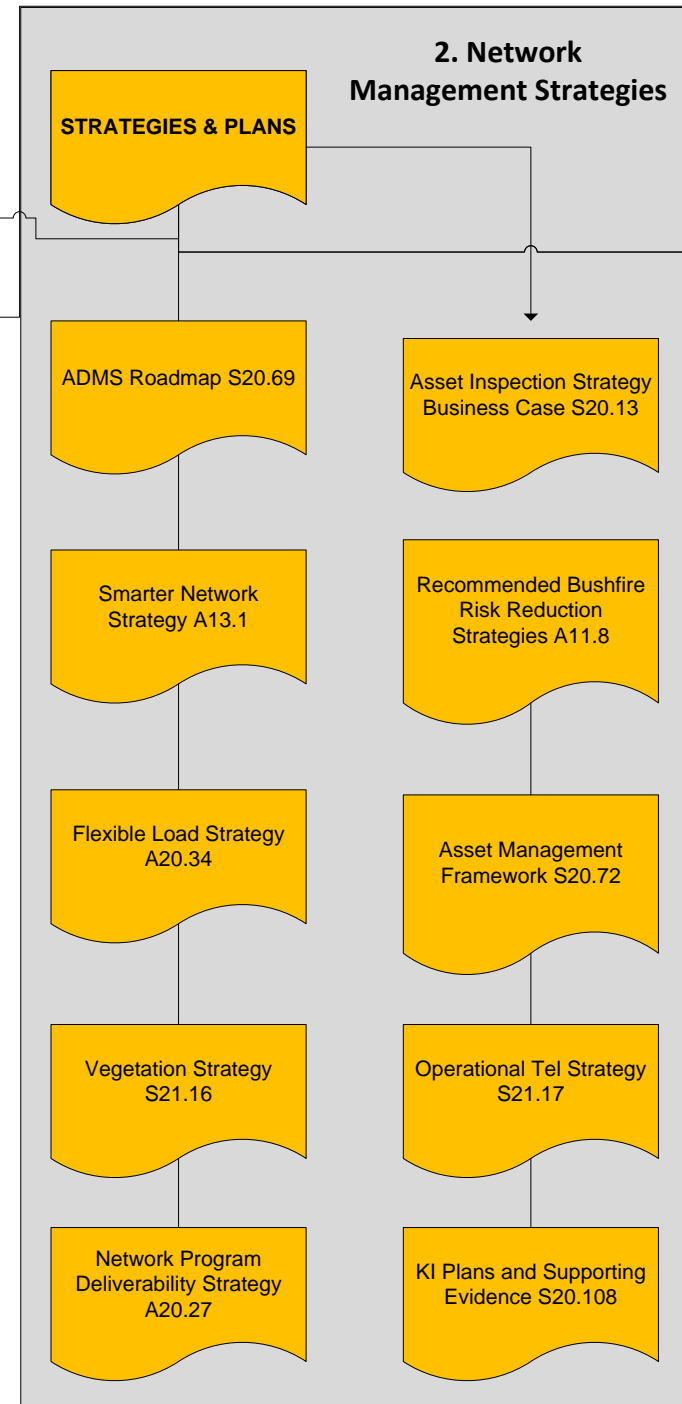 2. Network
Management Strategies
STRATEGIES & PLANS
ADMS Roadmap S20.69
Asset Inspection Strategy
Business Case S20.13
Smarter Network
Strategy A13.1
Recommended Bushfire
Risk Reduction
Strategies A11.8
Flexible Load Strategy
A20.34
Asset Management
Framework S20.72
Vegetation Strategy
S21.16
Operational Tel Strategy
S21.17
Network Program
Deliverability Strategy
A20.27
KI Plans and Supporting
Evidence S20.108